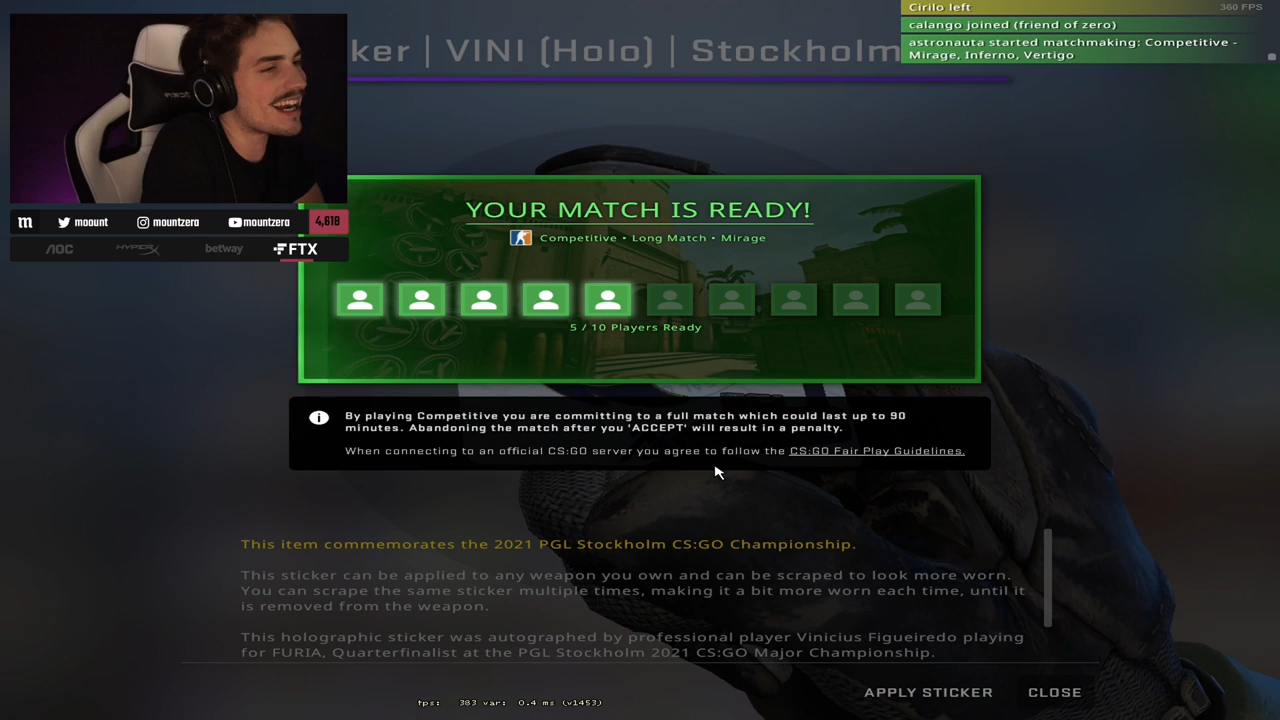 Cirilo left
360 FPS
calango joined (friend of zero)
astronauta started matchmaking: Competitive -
Mirage, Inferno, Vertigo
ker | VINI (Holo) | Stockholm
m moount mountzera mountzera 4,618
AOC HYPERX betway FTX
YOUR MATCH IS READY!
Competitive • Long Match • Mirage
5 / 10 Players Ready
By playing Competitive you are committing to a full match which could last up to 90
minutes. Abandoning the match after you 'ACCEPT' will result in a penalty.
When connecting to an official CS:GO server you agree to follow the CS:GO Fair Play Guidelines.
This item commemorates the 2021 PGL Stockholm CS:GO Championship.
This sticker can be applied to any weapon you own and can be scraped to look more worn.
You can scrape the same sticker multiple times, making it a bit more worn each time, until it
is removed from the weapon.
This holographic sticker was autographed by professional player Vinicius Figueiredo playing
for FURIA, Quarterfinalist at the PGL Stockholm 2021 CS:GO Major Championship.
APPLY STICKER CLOSE
fps: 383 var: 0.4 ms (v1453)